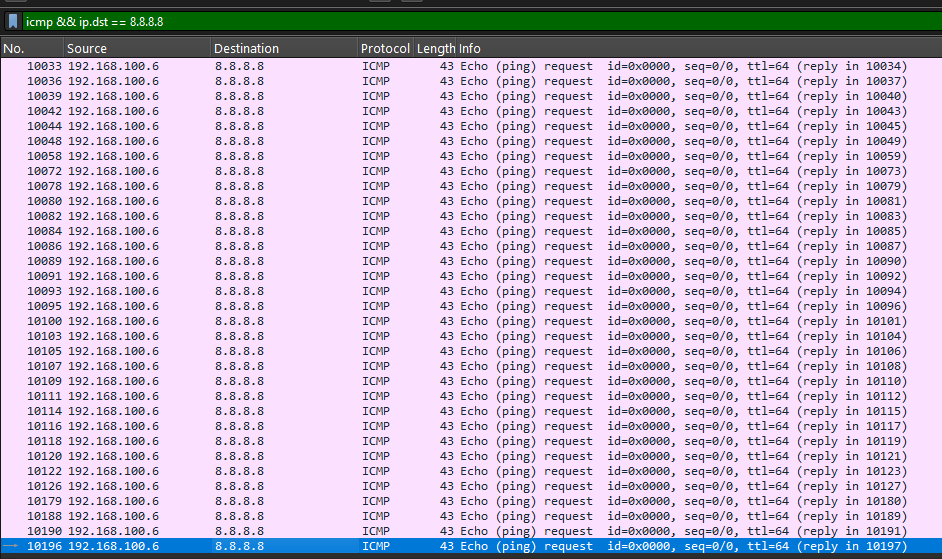 icmp && ip.dst == 8.8.8.8
No. Source Destination Protocol Length Info
10033 192.168.100.6 8.8.8.8 ICMP 43 Echo (ping) request id=0x0000, seq=0/0, ttl=64 (reply in 10034)
10036 192.168.100.6 8.8.8.8 ICMP 43 Echo (ping) request id=0x0000, seq=0/0, ttl=64 (reply in 10037)
10039 192.168.100.6 8.8.8.8 ICMP 43 Echo (ping) request id=0x0000, seq=0/0, ttl=64 (reply in 10040)
10042 192.168.100.6 8.8.8.8 ICMP 43 Echo (ping) request id=0x0000, seq=0/0, ttl=64 (reply in 10043)
10044 192.168.100.6 8.8.8.8 ICMP 43 Echo (ping) request id=0x0000, seq=0/0, ttl=64 (reply in 10045)
10048 192.168.100.6 8.8.8.8 ICMP 43 Echo (ping) request id=0x0000, seq=0/0, ttl=64 (reply in 10049)
10058 192.168.100.6 8.8.8.8 ICMP 43 Echo (ping) request id=0x0000, seq=0/0, ttl=64 (reply in 10059)
10072 192.168.100.6 8.8.8.8 ICMP 43 Echo (ping) request id=0x0000, seq=0/0, ttl=64 (reply in 10073)
10078 192.168.100.6 8.8.8.8 ICMP 43 Echo (ping) request id=0x0000, seq=0/0, ttl=64 (reply in 10079)
10080 192.168.100.6 8.8.8.8 ICMP 43 Echo (ping) request id=0x0000, seq=0/0, ttl=64 (reply in 10081)
10082 192.168.100.6 8.8.8.8 ICMP 43 Echo (ping) request id=0x0000, seq=0/0, ttl=64 (reply in 10083)
10084 192.168.100.6 8.8.8.8 ICMP 43 Echo (ping) request id=0x0000, seq=0/0, ttl=64 (reply in 10085)
10086 192.168.100.6 8.8.8.8 ICMP 43 Echo (ping) request id=0x0000, seq=0/0, ttl=64 (reply in 10087)
10089 192.168.100.6 8.8.8.8 ICMP 43 Echo (ping) request id=0x0000, seq=0/0, ttl=64 (reply in 10090)
10091 192.168.100.6 8.8.8.8 ICMP 43 Echo (ping) request id=0x0000, seq=0/0, ttl=64 (reply in 10092)
10093 192.168.100.6 8.8.8.8 ICMP 43 Echo (ping) request id=0x0000, seq=0/0, ttl=64 (reply in 10094)
10095 192.168.100.6 8.8.8.8 ICMP 43 Echo (ping) request id=0x0000, seq=0/0, ttl=64 (reply in 10096)
10100 192.168.100.6 8.8.8.8 ICMP 43 Echo (ping) request id=0x0000, seq=0/0, ttl=64 (reply in 10101)
10103 192.168.100.6 8.8.8.8 ICMP 43 Echo (ping) request id=0x0000, seq=0/0, ttl=64 (reply in 10104)
10105 192.168.100.6 8.8.8.8 ICMP 43 Echo (ping) request id=0x0000, seq=0/0, ttl=64 (reply in 10106)
10107 192.168.100.6 8.8.8.8 ICMP 43 Echo (ping) request id=0x0000, seq=0/0, ttl=64 (reply in 10108)
10109 192.168.100.6 8.8.8.8 ICMP 43 Echo (ping) request id=0x0000, seq=0/0, ttl=64 (reply in 10110)
10111 192.168.100.6 8.8.8.8 ICMP 43 Echo (ping) request id=0x0000, seq=0/0, ttl=64 (reply in 10112)
10114 192.168.100.6 8.8.8.8 ICMP 43 Echo (ping) request id=0x0000, seq=0/0, ttl=64 (reply in 10115)
10116 192.168.100.6 8.8.8.8 ICMP 43 Echo (ping) request id=0x0000, seq=0/0, ttl=64 (reply in 10117)
10118 192.168.100.6 8.8.8.8 ICMP 43 Echo (ping) request id=0x0000, seq=0/0, ttl=64 (reply in 10119)
10120 192.168.100.6 8.8.8.8 ICMP 43 Echo (ping) request id=0x0000, seq=0/0, ttl=64 (reply in 10121)
10122 192.168.100.6 8.8.8.8 ICMP 43 Echo (ping) request id=0x0000, seq=0/0, ttl=64 (reply in 10123)
10126 192.168.100.6 8.8.8.8 ICMP 43 Echo (ping) request id=0x0000, seq=0/0, ttl=64 (reply in 10127)
10179 192.168.100.6 8.8.8.8 ICMP 43 Echo (ping) request id=0x0000, seq=0/0, ttl=64 (reply in 10180)
10188 192.168.100.6 8.8.8.8 ICMP 43 Echo (ping) request id=0x0000, seq=0/0, ttl=64 (reply in 10189)
10190 192.168.100.6 8.8.8.8 ICMP 43 Echo (ping) request id=0x0000, seq=0/0, ttl=64 (reply in 10191)
10196 192.168.100.6 8.8.8.8 ICMP 43 Echo (ping) request id=0x0000, seq=0/0, ttl=64 (reply in 10197)